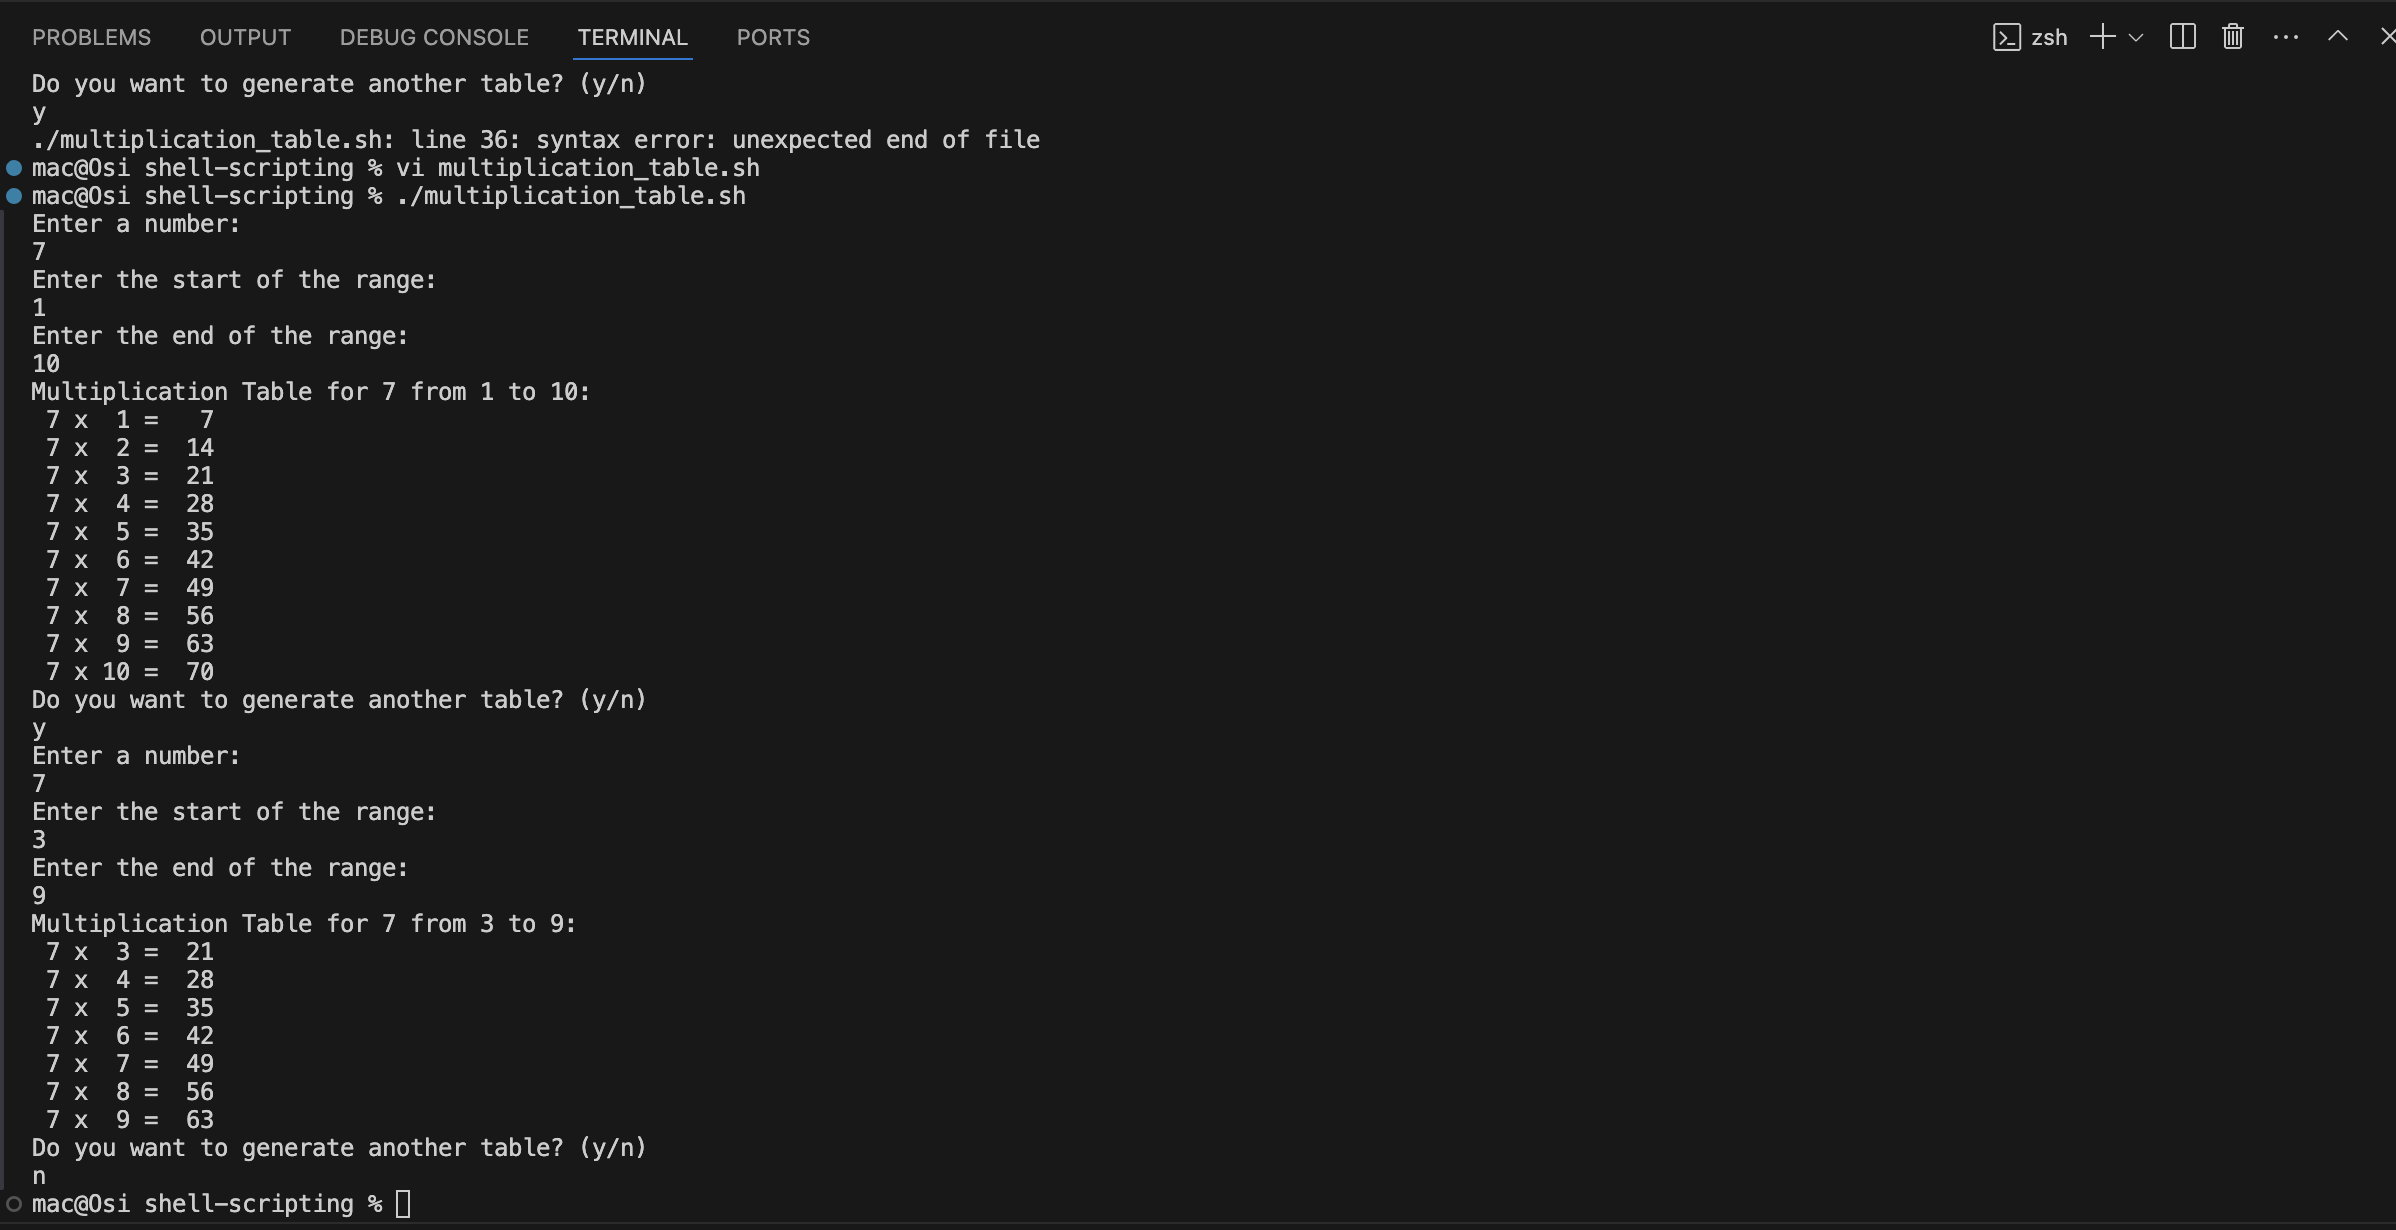 PROBLEMS OUTPUT DEBUG CONSOLE TERMINAL PORTS zsh
Do you want to generate another table? (y/n)
y
./multiplication_table.sh: line 36: syntax error: unexpected end of file
mac@Osi shell-scripting % vi multiplication_table.sh
mac@Osi shell-scripting % ./multiplication_table.sh
Enter a number:
7
Enter the start of the range:
1
Enter the end of the range:
10
Multiplication Table for 7 from 1 to 10:
 7 x  1 =   7
 7 x  2 =  14
 7 x  3 =  21
 7 x  4 =  28
 7 x  5 =  35
 7 x  6 =  42
 7 x  7 =  49
 7 x  8 =  56
 7 x  9 =  63
 7 x 10 =  70
Do you want to generate another table? (y/n)
y
Enter a number:
7
Enter the start of the range:
3
Enter the end of the range:
9
Multiplication Table for 7 from 3 to 9:
 7 x  3 =  21
 7 x  4 =  28
 7 x  5 =  35
 7 x  6 =  42
 7 x  7 =  49
 7 x  8 =  56
 7 x  9 =  63
Do you want to generate another table? (y/n)
n
mac@Osi shell-scripting %